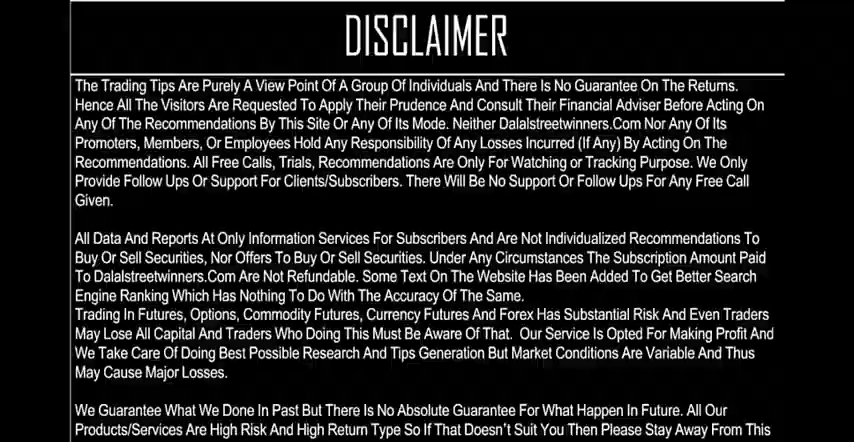 DISCLAIMER
The Trading Tips Are Purely A View Point Of A Group Of Individuals And There Is No Guarantee On The Returns.
Hence All The Visitors Are Requested To Apply Their Prudence And Consult Their Financial Adviser Before Acting On
Any Of The Recommendations By This Site Or Any Of Its Mode. Neither Dalalstreetwinners.Com Nor Any Of Its
Promoters, Members, Or Employees Hold Any Responsibility Of Any Losses Incurred (If Any) By Acting On The
Recommendations. All Free Calls, Trials, Recommendations Are Only For Watching or Tracking Purpose. We Only
Provide Follow Ups Or Support For Clients/Subscribers. There Will Be No Support Or Follow Ups For Any Free Call
Given.
All Data And Reports At Only Information Services For Subscribers And Are Not Individualized Recommendations To
Buy Or Sell Securities, Nor Offers To Buy Or Sell Securities. Under Any Circumstances The Subscription Amount Paid
To Dalalstreetwinners.Com Are Not Refundable. Some Text On The Website Has Been Added To Get Better Search
Engine Ranking Which Has Nothing To Do With The Accuracy Of The Same.
Trading In Futures, Options, Commodity Futures, Currency Futures And Forex Has Substantial Risk And Even Traders
May Lose All Capital And Traders Who Doing This Must Be Aware Of That. Our Service Is Opted For Making Profit And
We Take Care Of Doing Best Possible Research And Tips Generation But Market Conditions Are Variable And Thus
May Cause Major Losses.
We Guarantee What We Done In Past But There Is No Absolute Guarantee For What Happen In Future. All Our
Products/Services Are High Risk And High Return Type So If That Doesn't Suit You Then Please Stay Away From This